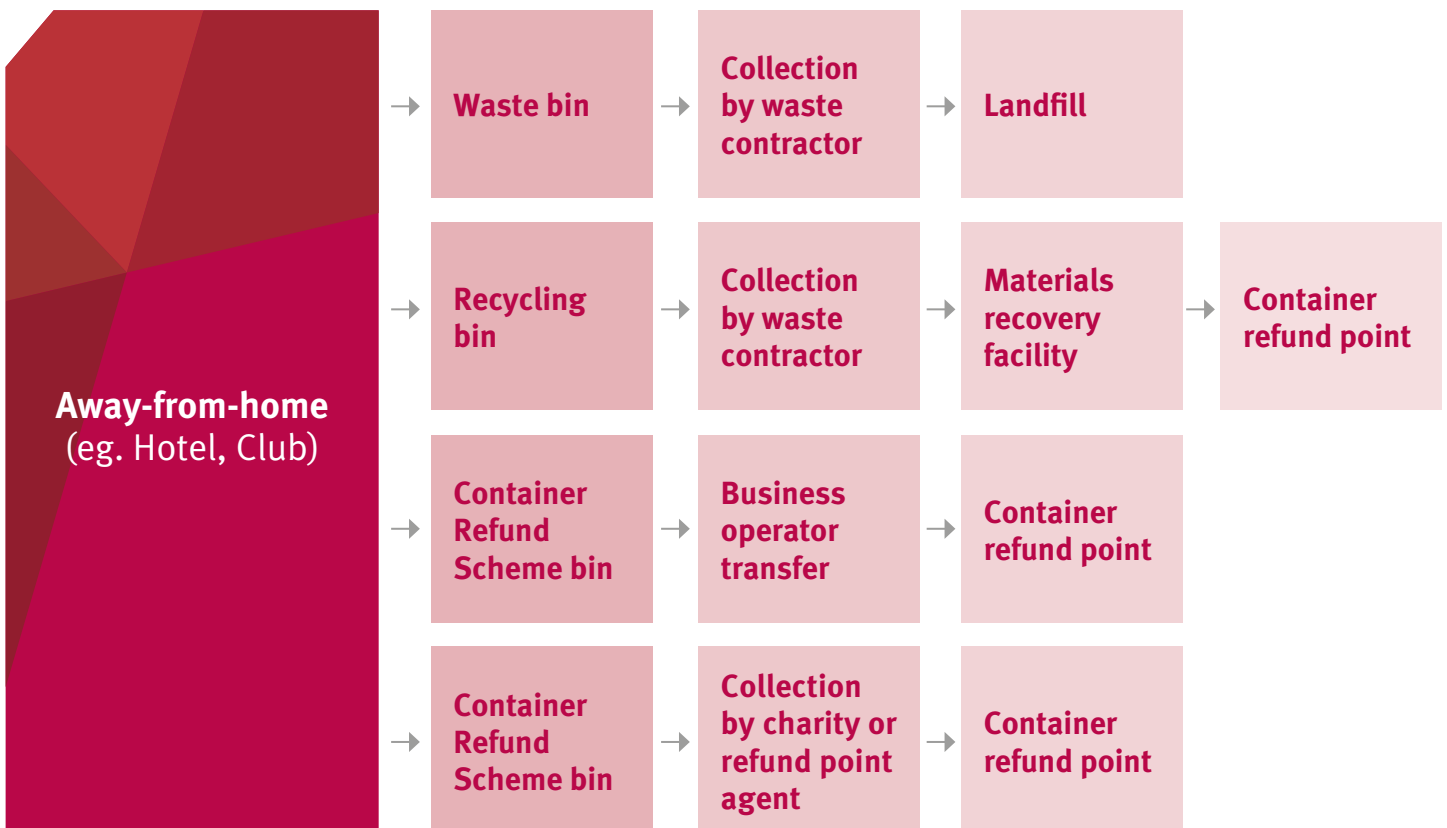 Away-from-home
(eg. Hotel, Club)
Waste bin
Collection
by waste
contractor
Landfill
Recycling
bin
Collection
by waste
contractor
Materials
recovery
facility
Container
refund point
Container
Refund
Scheme bin
Business
operator
transfer
Container
refund point
Container
Refund
Scheme bin
Collection
by charity or
refund point
agent
Container
refund point